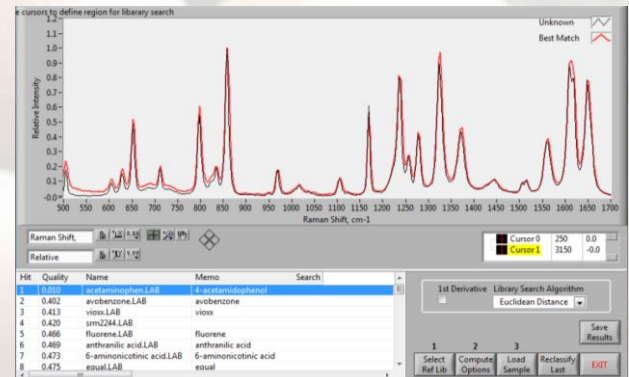 e cursors to define region for libarary search
Unknown
Best Match
Relative Intensity
1.2
1.1
1.0
0.9
0.8
0.7
0.6
0.5
0.4
0.3
0.2
0.1
-0.0
500 550 600 650 700 750 800 850 900 950 1000 1050 1100 1150 1200 1250 1300 1350 1400 1450 1500 1550 1600 1650 1700
Raman Shift, cm-1
Raman Shift,
Relative
Cursor 0 250 0.0
Cursor 1 3150 -0.0
Hit Quality Name Memo Search
1 0.010 acetaminophen.LAB 4-acetamidophenol
2 0.402 avobenzone.LAB avobenzone
3 0.413 vioxx.LAB vioxx
4 0.420 srm2244.LAB
5 0.466 fluorene.LAB fluorene
6 0.469 anthranilic acid.LAB anthranilic acid
7 0.473 6-aminonicotinic acid.LAB 6-aminonicotinic acid
8 0.475 equal.LAB equal
1st Derivative Library Search Algorithm
Euclidean Distance
Save Results
1 2 3
Select Ref Lib
Compute Options
Load Sample
Reclassify Last
EXIT